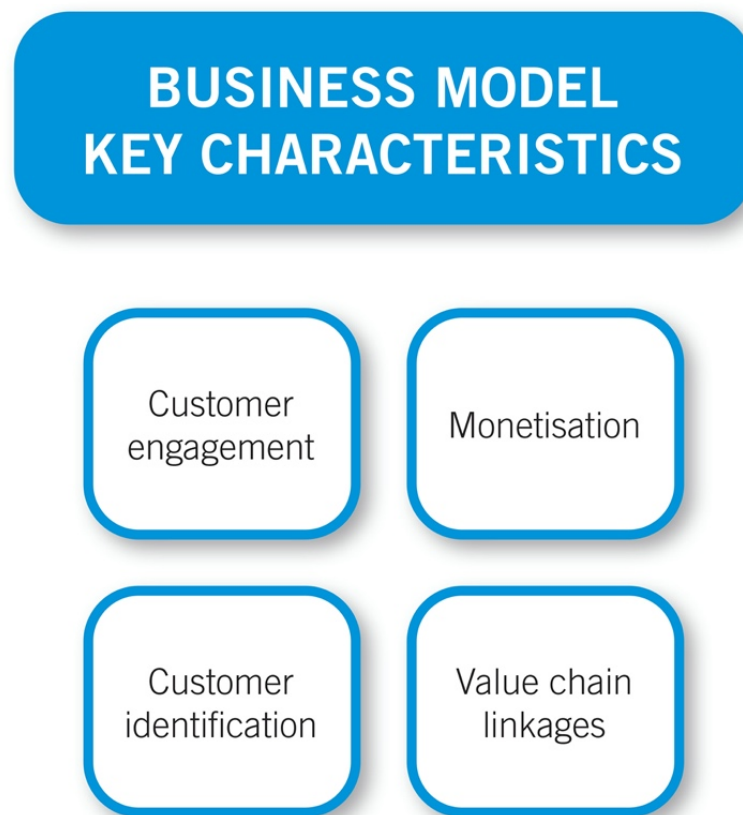 BUSINESS MODEL
KEY CHARACTERISTICS
Customer
engagement
Monetisation
Customer
identification
Value chain
linkages